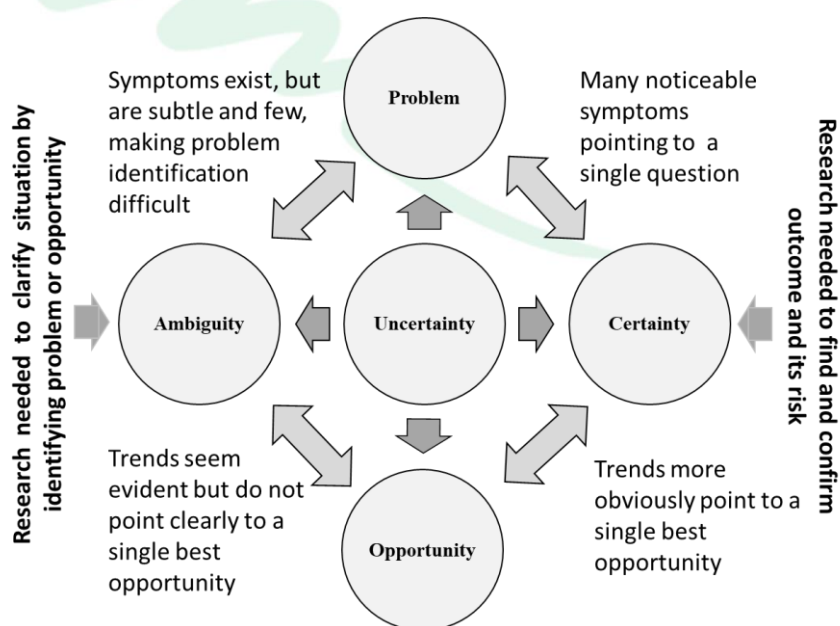 Problem
Symptoms exist, but
are subtle and few,
making problem
identification
difficult
Many noticeable
symptoms
pointing to a
single question
Research needed to clarify situation by
identifying problem or opportunity
Ambiguity
Uncertainty
Certainty
Research needed to find and confirm
outcome and its risk
Trends seem
evident but do not
point clearly to a
single best
opportunity
Opportunity
Trends more
obviously point to a
single best
opportunity